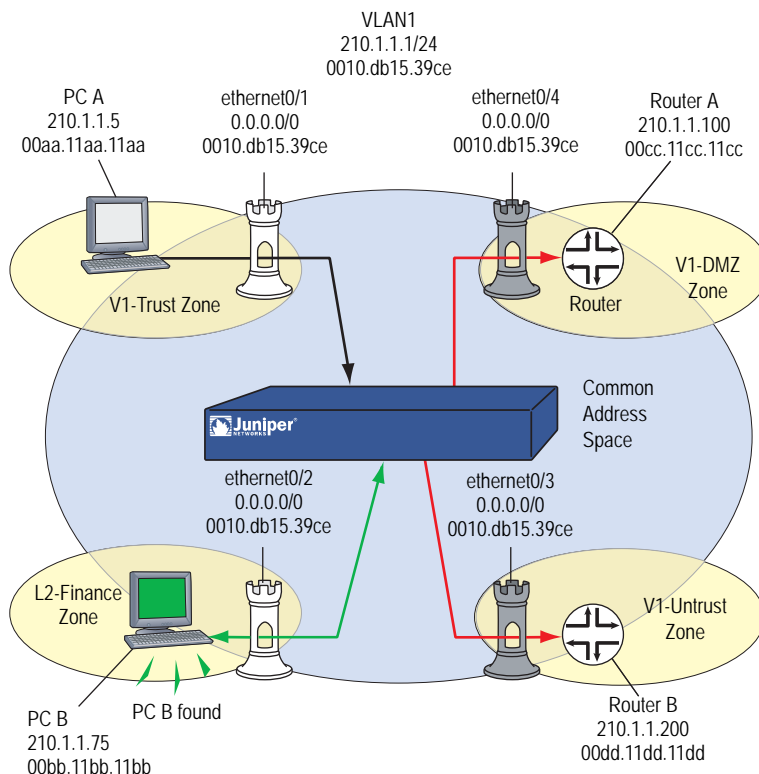 VLAN1
210.1.1.1/24
0010.db15.39ce
PC A
210.1.1.5
00aa.11aa.11aa
ethernet0/1
0.0.0.0/0
0010.db15.39ce
ethernet0/4
0.0.0.0/0
0010.db15.39ce
Router A
210.1.1.100
00cc.11cc.11cc
V1-Trust Zone
Router
V1-DMZ
Zone
Juniper®
NETWORKS
Common
Address
Space
ethernet0/2
0.0.0.0/0
0010.db15.39ce
ethernet0/3
0.0.0.0/0
0010.db15.39ce
L2-Finance
Zone
V1-Untrust
Zone
PC B found
PC B
210.1.1.75
00bb.11bb.11bb
Router B
210.1.1.200
00dd.11dd.11dd